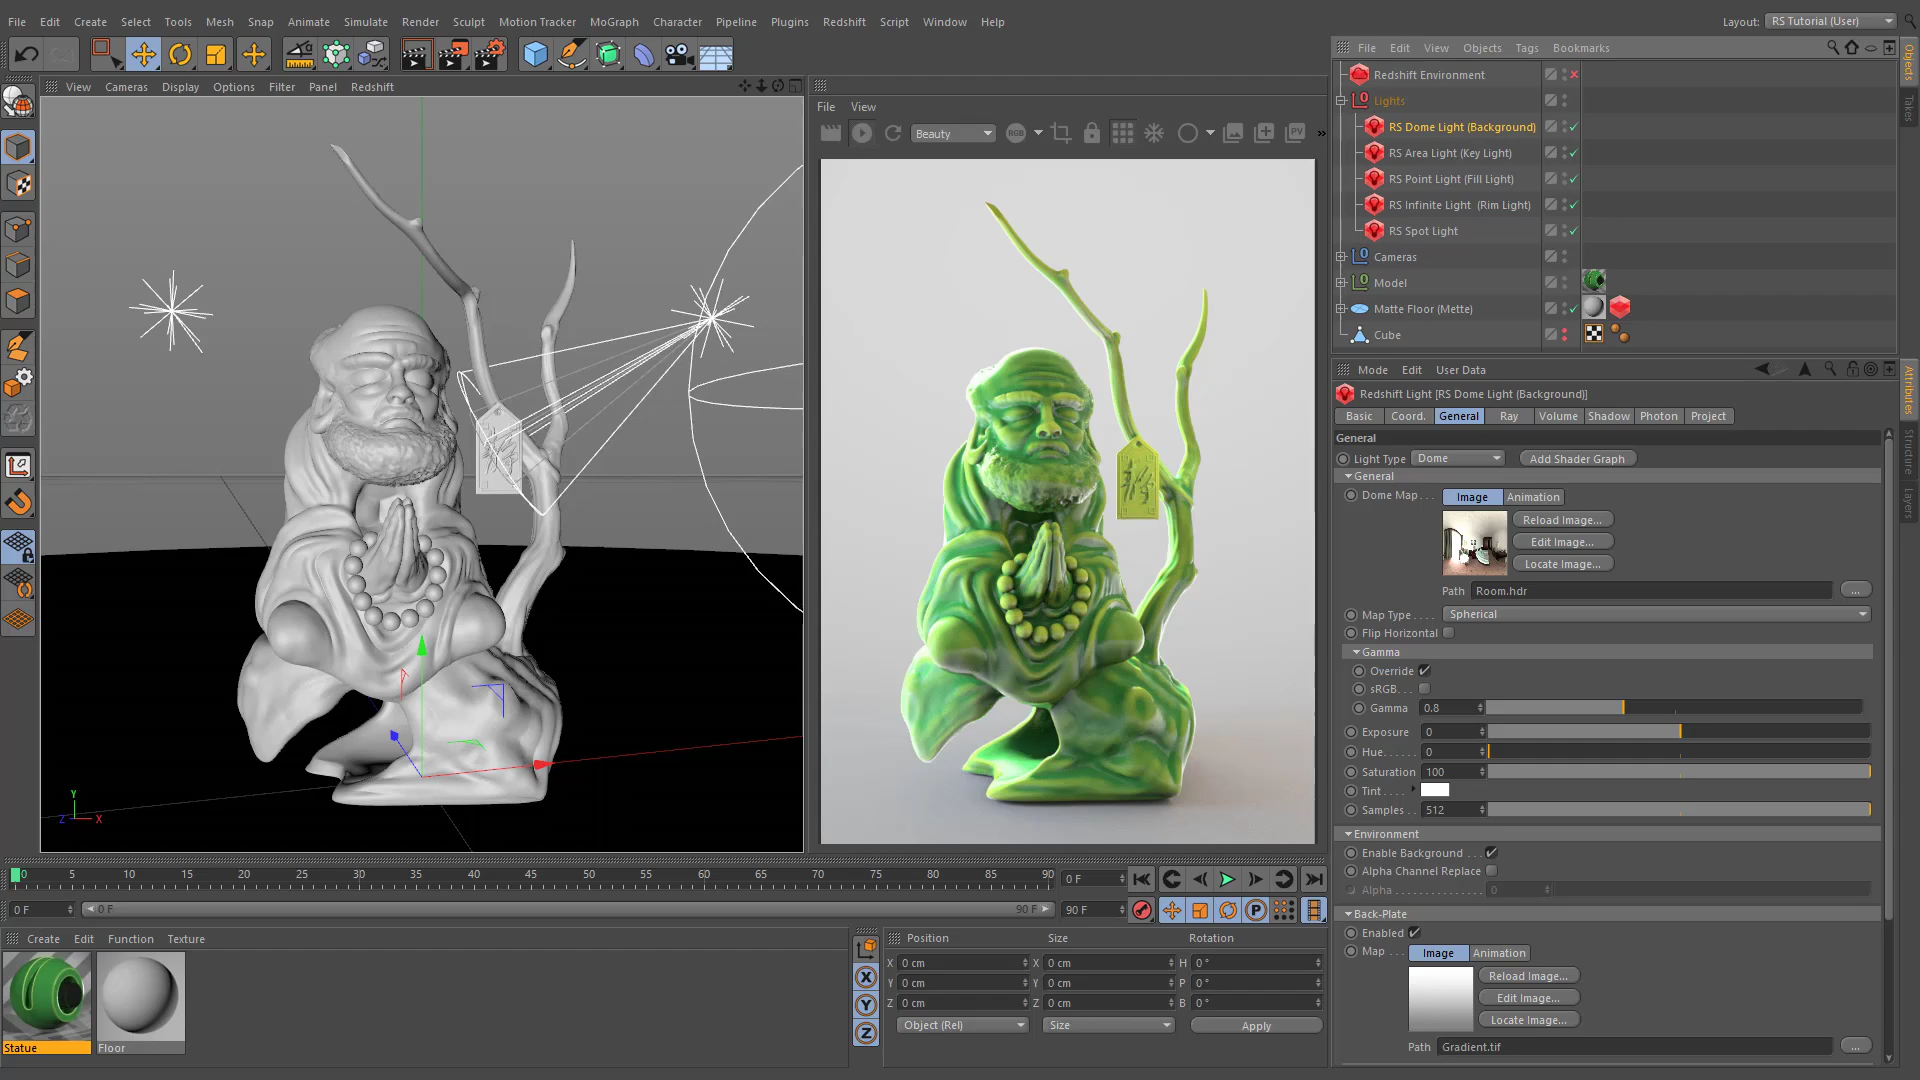 File Edit Create Select Tools Mesh Snap Animate Simulate Render Sculpt Motion Tracker MoGraph Character Pipeline Plugins Redshift Script Window Help
Layout: RS Tutorial (User)
View Cameras Display Options Filter Panel Redshift
File View
Beauty
RGB
PV
»
File Edit View Objects Tags Bookmarks
Redshift Environment
Lights
RS Dome Light (Background)
RS Area Light (Key Light)
RS Point Light (Fill Light)
RS Infinite Light (Rim Light)
RS Spot Light
Cameras
Model
Matte Floor (Mette)
Cube
Objects
Takes
Mode Edit User Data
Redshift Light [RS Dome Light (Background)]
Basic Coord. General Ray Volume Shadow Photon Project
General
Light Type Dome Add Shader Graph
General
Dome Map . . . Image Animation
Reload Image...
Edit Image...
Locate Image...
Path Room.hdr ...
Map Type . . . . Spherical
Flip Horizontal
Gamma
Override
sRGB. . .
Gamma 0.8
Exposure 0
Hue. . . . . . 0
Saturation 100
Tint . . . .
Samples . . 512
Environment
Enable Background . . .
Alpha Channel Replace
Alpha . . . . . . . . . . . . . . . 0
Back-Plate
Enabled
Map . . . Image Animation
Reload Image...
Edit Image...
Locate Image...
Path Gradient.tif ...
Attributes
Structure
Layers
Y
Z X
0 5 10 15 20 25 30 35 40 45 50 55 60 65 70 75 80 85 90
0 F
0 F 0 F 90 F 90 F
P
Create Edit Function Texture
Statue
Floor
Position Size Rotation
X 0 cm X 0 cm H 0 °
Y 0 cm Y 0 cm P 0 °
Z 0 cm Z 0 cm B 0 °
Object (Rel) Size Apply
X
Y
Z